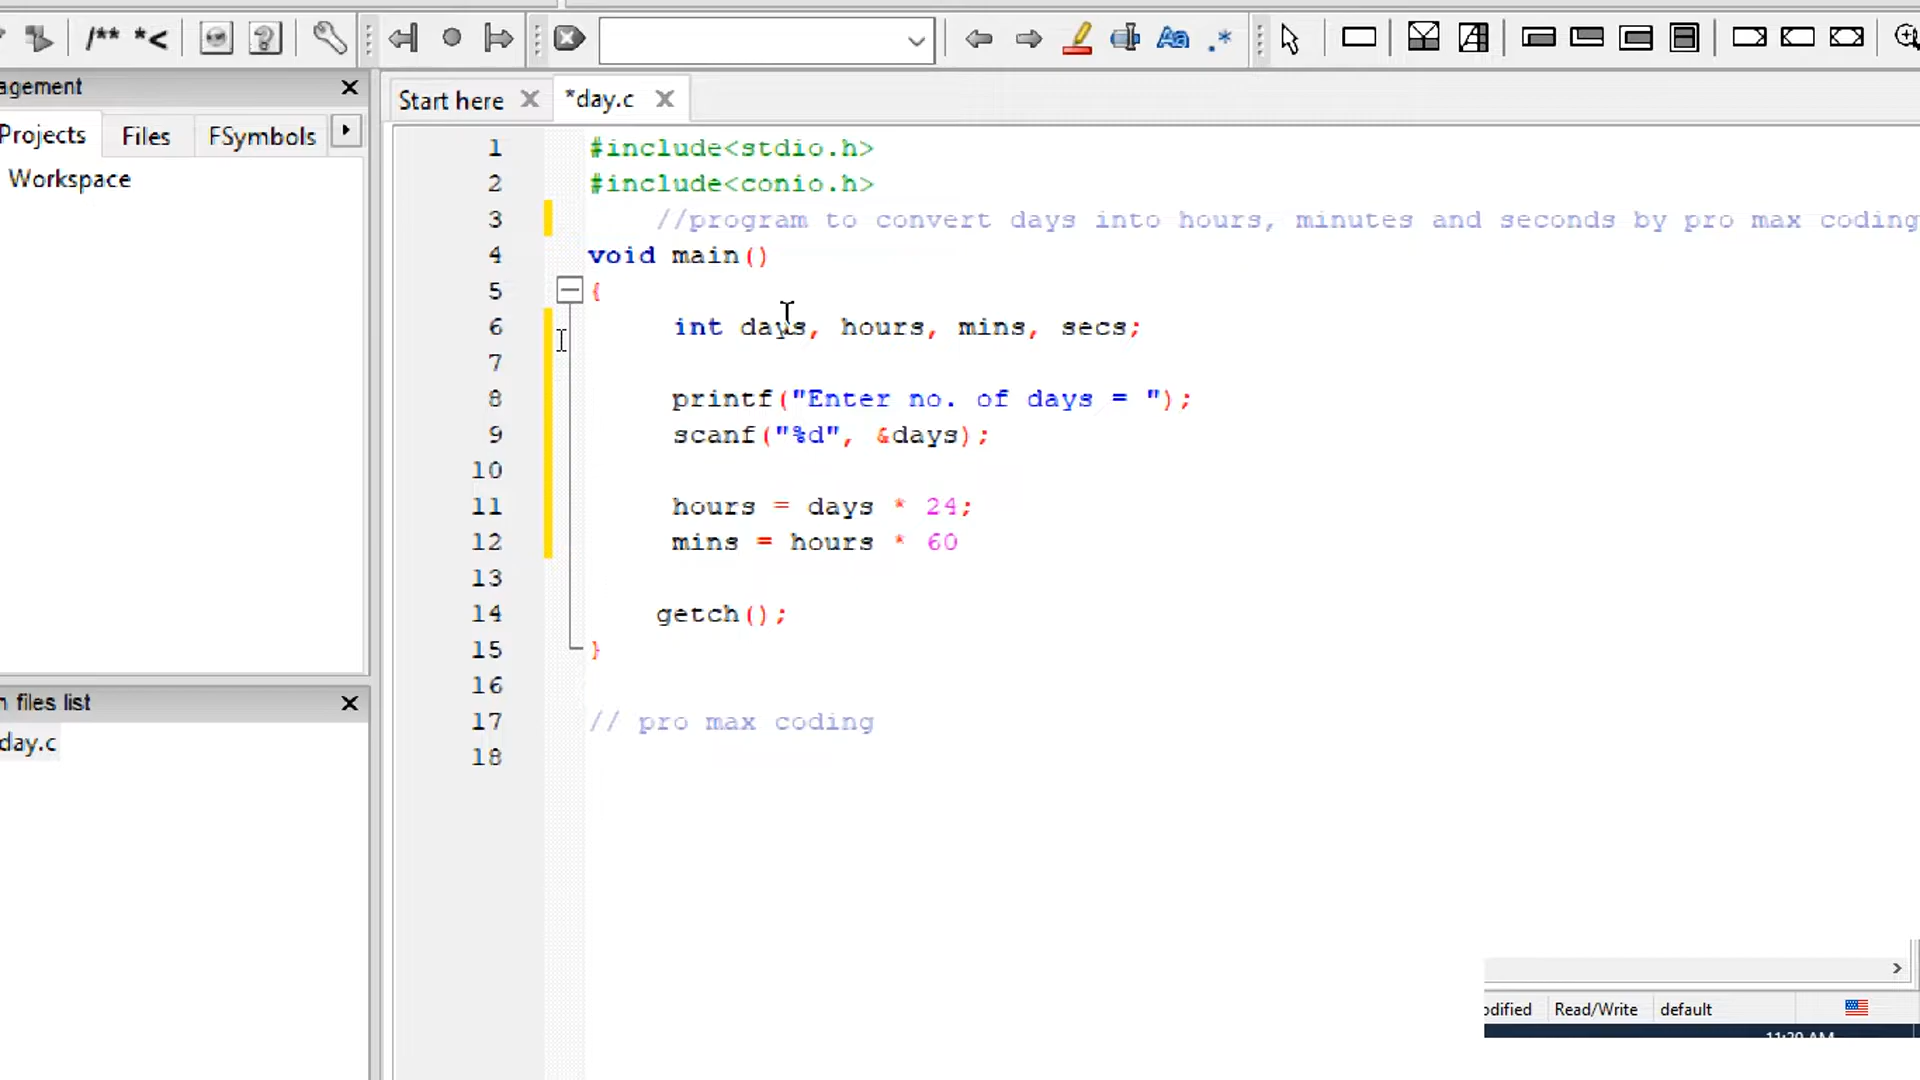 /** *<
Aa .*
agement
Start here
*day.c
Projects
Files
FSymbols
Workspace
1 #include<stdio.h>
2 #include<conio.h>
3 //program to convert days into hours, minutes and seconds by pro max coding
4 void main()
5 {
6 int days, hours, mins, secs;
7
8 printf("Enter no. of days = ");
9 scanf("%d", &days);
10
11 hours = days * 24;
12 mins = hours * 60
13
14 getch();
15 }
16
17 // pro max coding
18
n files list
day.c
odified Read/Write default
11:20 AM